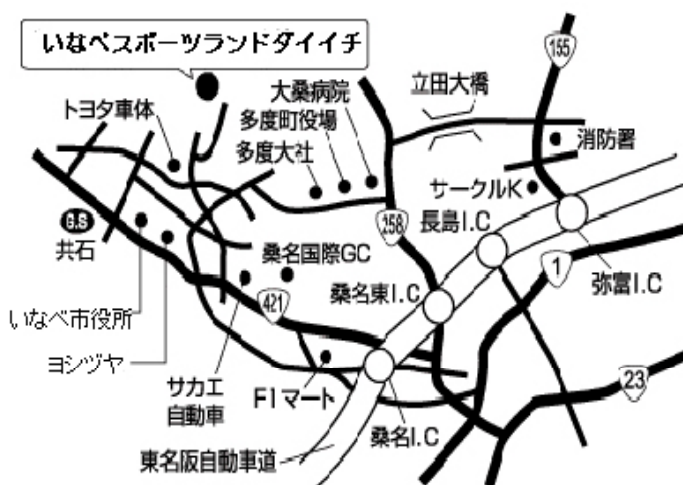 いなべスポーツランドダイイチ
155
大桑病院
立田大橋
トヨタ車体
多度町役場
消防署
多度大社
サークルK
258
長島I.C
G.S
共石
桑名国際GC
1
弥富I.C
桑名東I.C
いなべ市役所
421
ヨシヅヤ
サカエ
自動車
F1マート
23
桑名I.C
東名阪自動車道